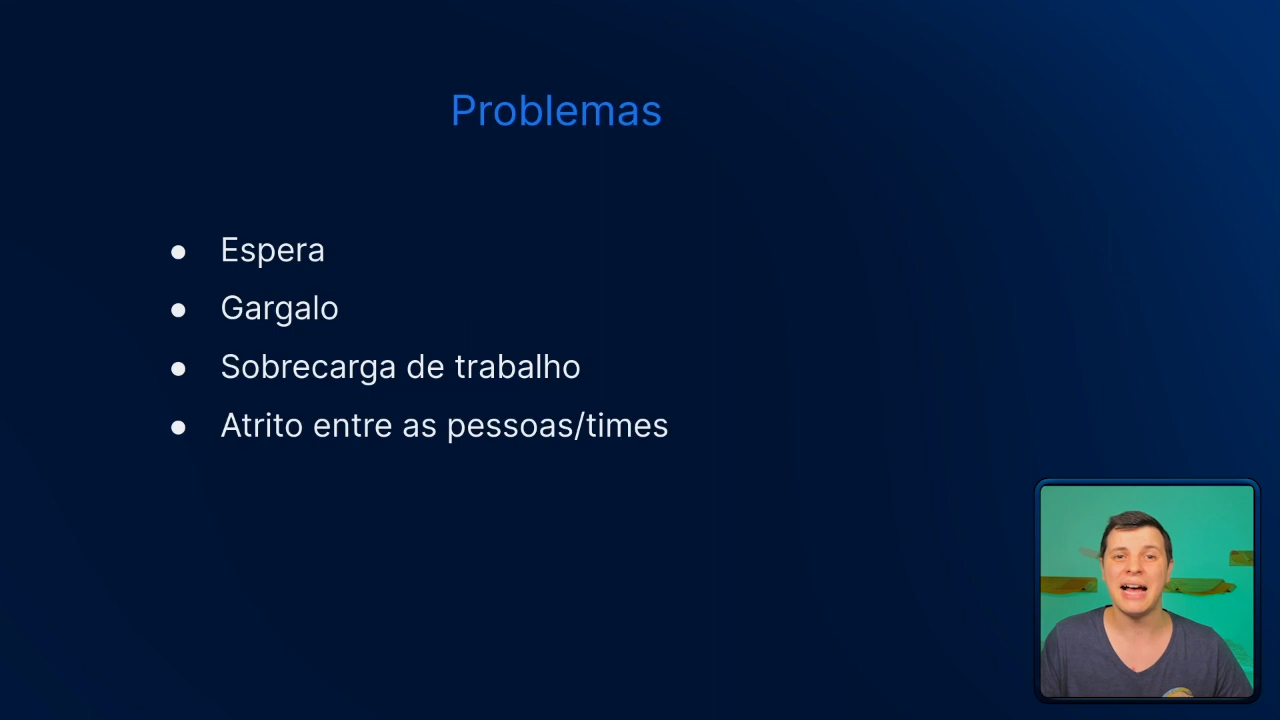 Problemas
● Espera
● Gargalo
● Sobrecarga de trabalho
● Atrito entre as pessoas/times